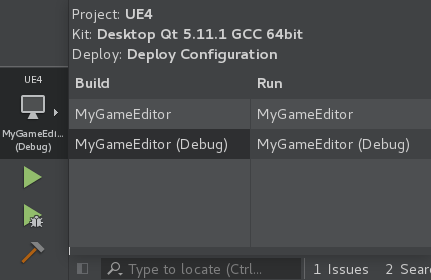 Project: UE4
Kit: Desktop Qt 5.11.1 GCC 64bit
Deploy: Deploy Configuration
UE4
MyGameEdi...
(Debug)
Build Run
MyGameEditor MyGameEditor
MyGameEditor (Debug) MyGameEditor (Debug)
Type to locate (Ctrl... 1 Issues 2 Sear